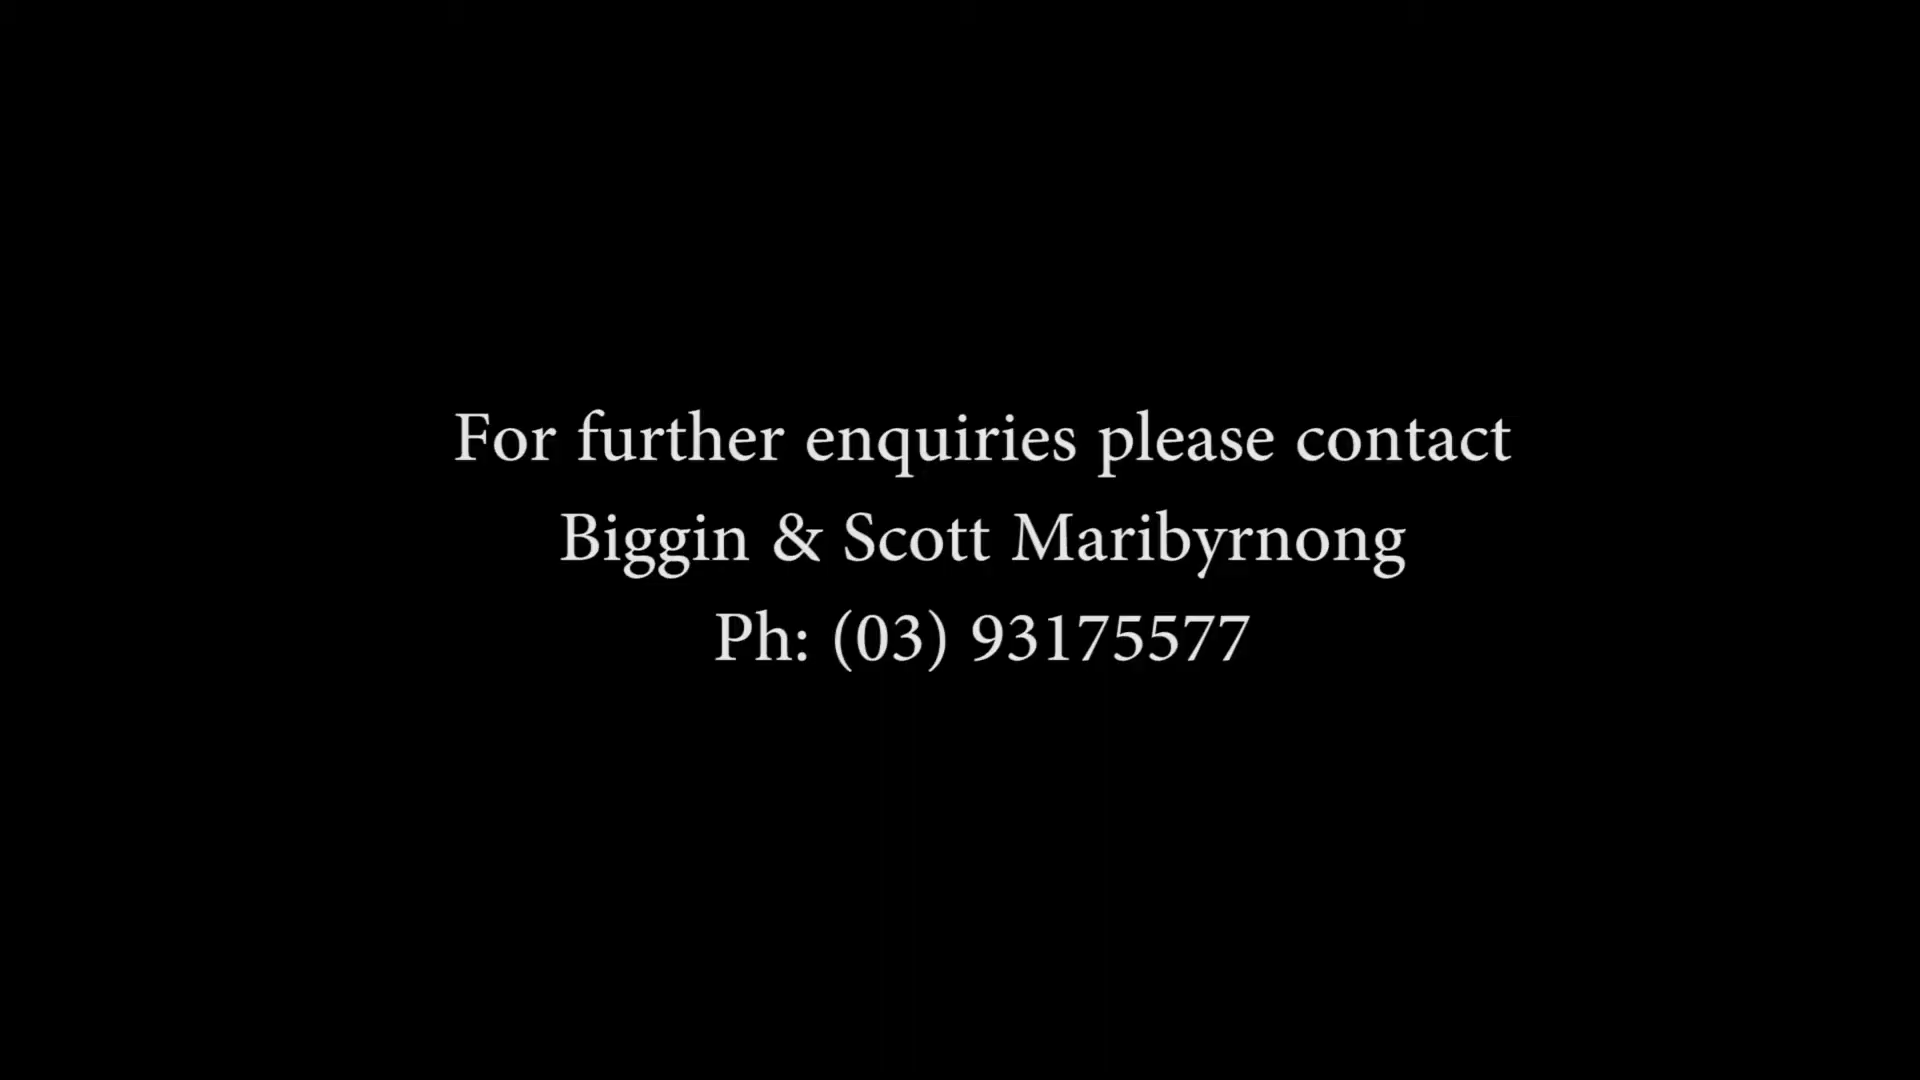 For further enquiries please contact
Biggin & Scott Maribyrnong
Ph: (03) 93175577